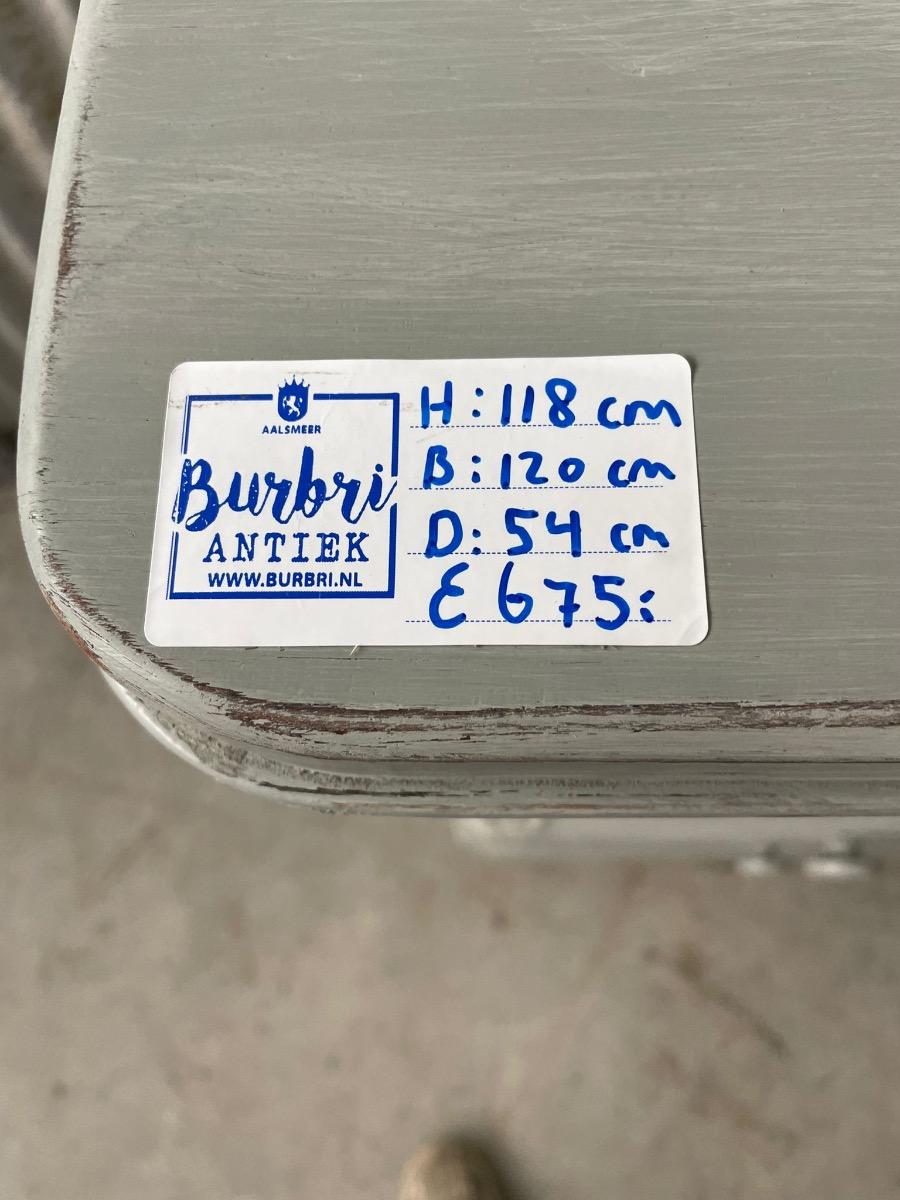 AALSMEER
Burbri
ANTIEK
WWW.BURBRI.NL
H: 118 cm
B: 120 cm
D: 54 cm
€ 675: